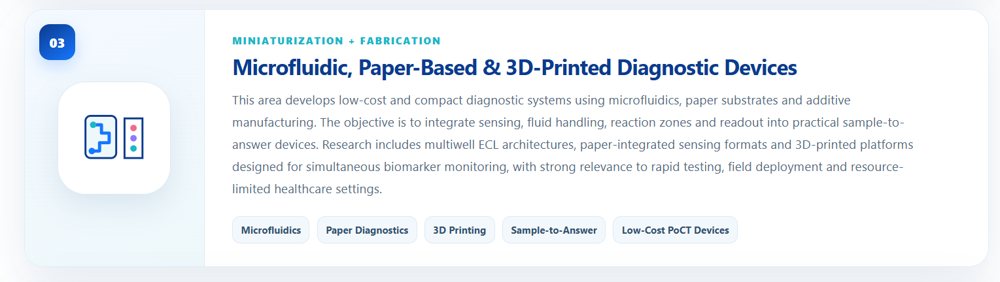 03
MINIATURIZATION + FABRICATION
Microfluidic, Paper-Based & 3D-Printed Diagnostic Devices
This area develops low-cost and compact diagnostic systems using microfluidics, paper substrates and additive
manufacturing. The objective is to integrate sensing, fluid handling, reaction zones and readout into practical sample-to-
answer devices. Research includes multiwell ECL architectures, paper-integrated sensing formats and 3D-printed platforms
designed for simultaneous biomarker monitoring, with strong relevance to rapid testing, field deployment and resource-
limited healthcare settings.
Microfluidics Paper Diagnostics 3D Printing Sample-to-Answer Low-Cost PoCT Devices